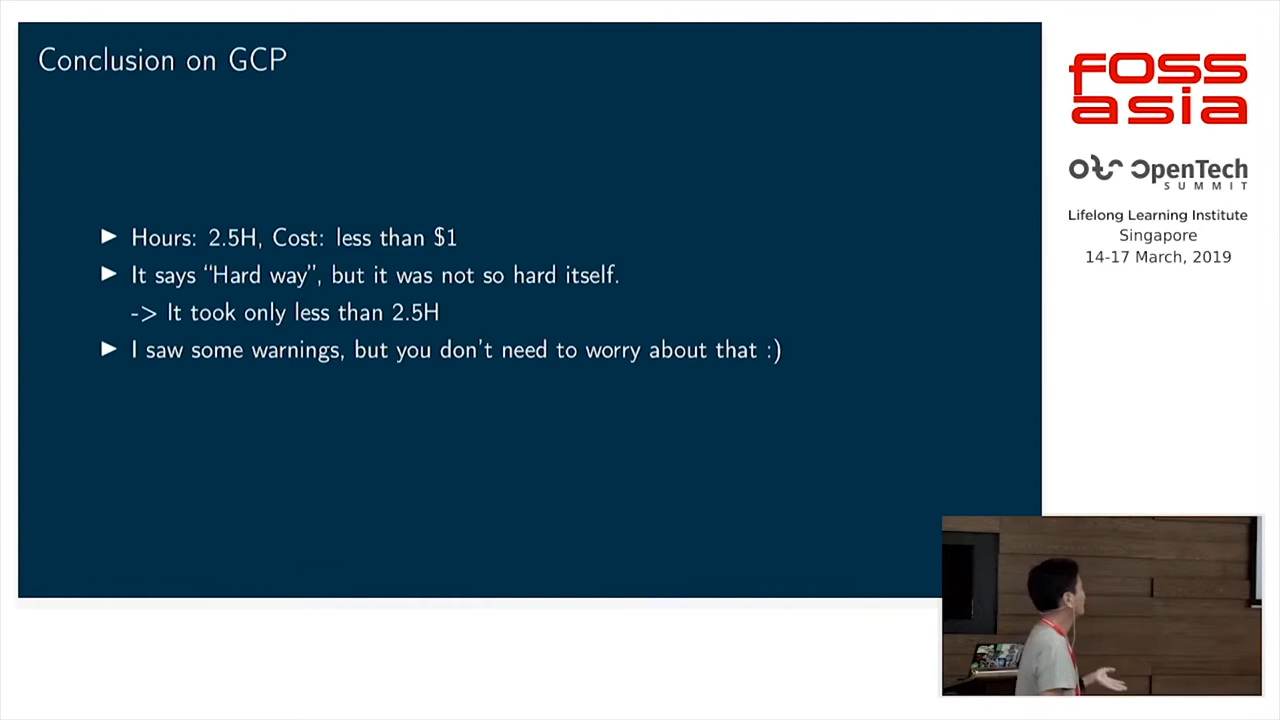 Conclusion on GCP
► Hours: 2.5H, Cost: less than $1
► It says “Hard way”, but it was not so hard itself.
-> It took only less than 2.5H
► I saw some warnings, but you don't need to worry about that :)
fOSS
asia
OpenTech
SUMMIT
Lifelong Learning Institute
Singapore
14-17 March, 2019